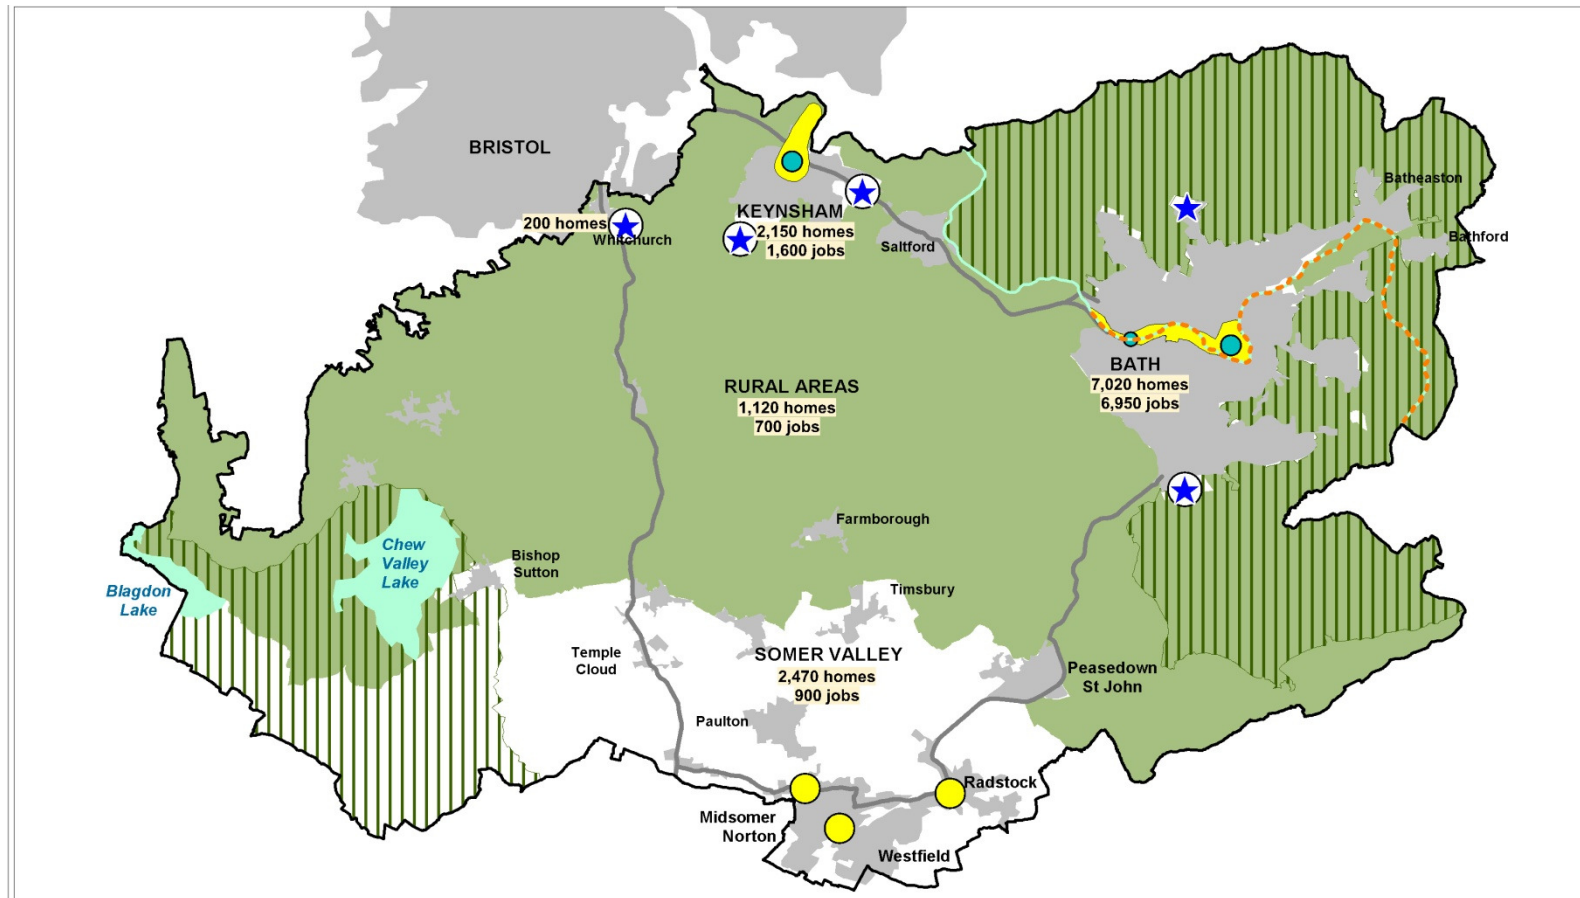 BRISTOL
Batheaston
200 homes
Whitchurch
KEYNSHAM
2,150 homes
1,600 jobs
Saltford
Bathford
BATH
7,020 homes
6,950 jobs
RURAL AREAS
1,120 homes
700 jobs
Farmborough
Chew
Valley
Lake
Bishop
Sutton
Blagdon
Lake
Timsbury
Temple
Cloud
SOMER VALLEY
2,470 homes
900 jobs
Peasedown
St John
Paulton
Radstock
Midsomer
Norton
Westfield